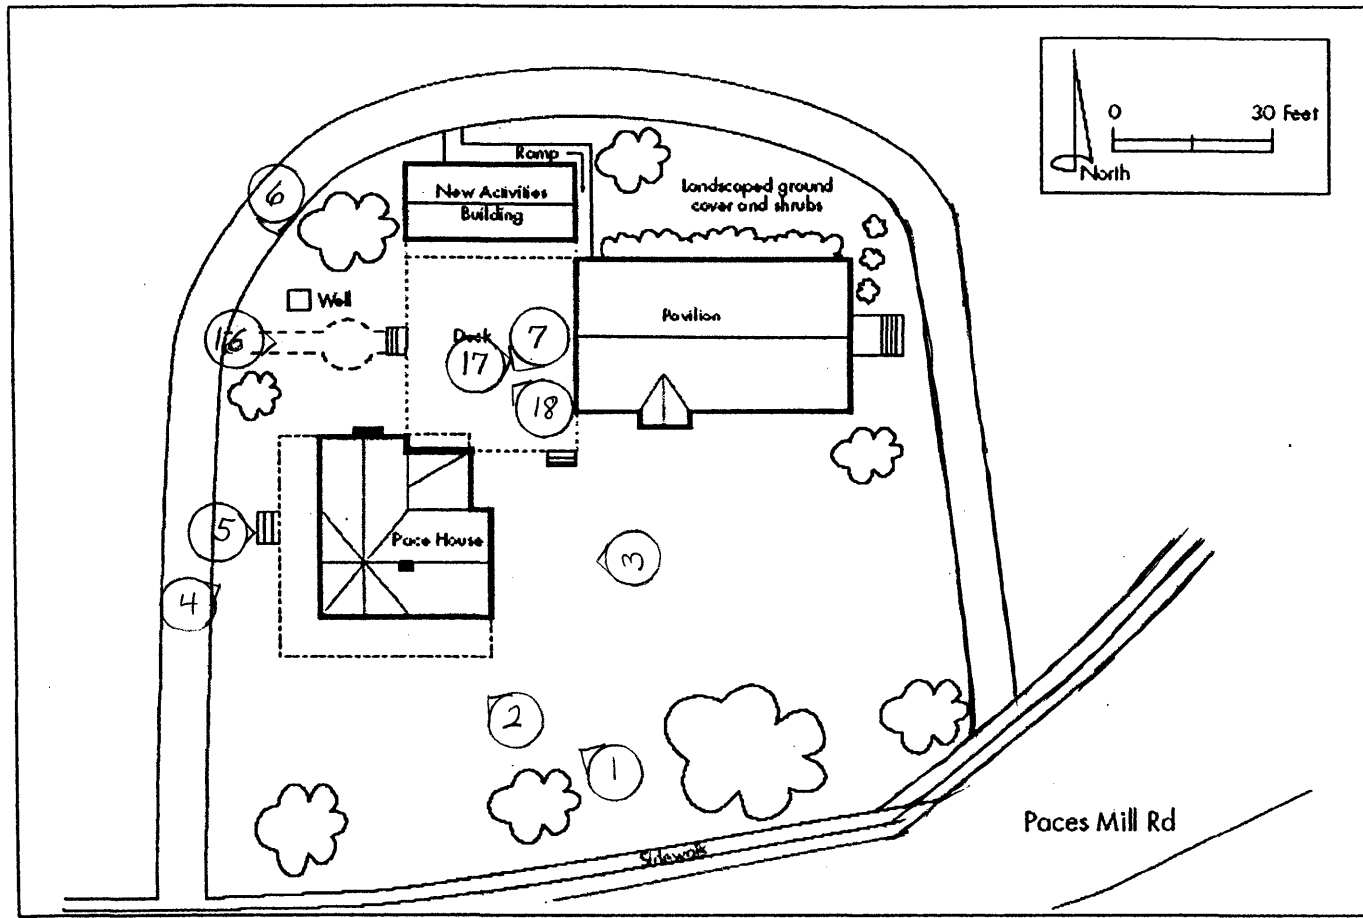 0 30 Feet
North
Ramp
New Activities
Building
Landscaped ground
cover and shrubs
6
Well
Pavilion
16
Deck
7
17
18
5
Pace House
3
4
2
1
Paces Mill Rd
Sidewalk